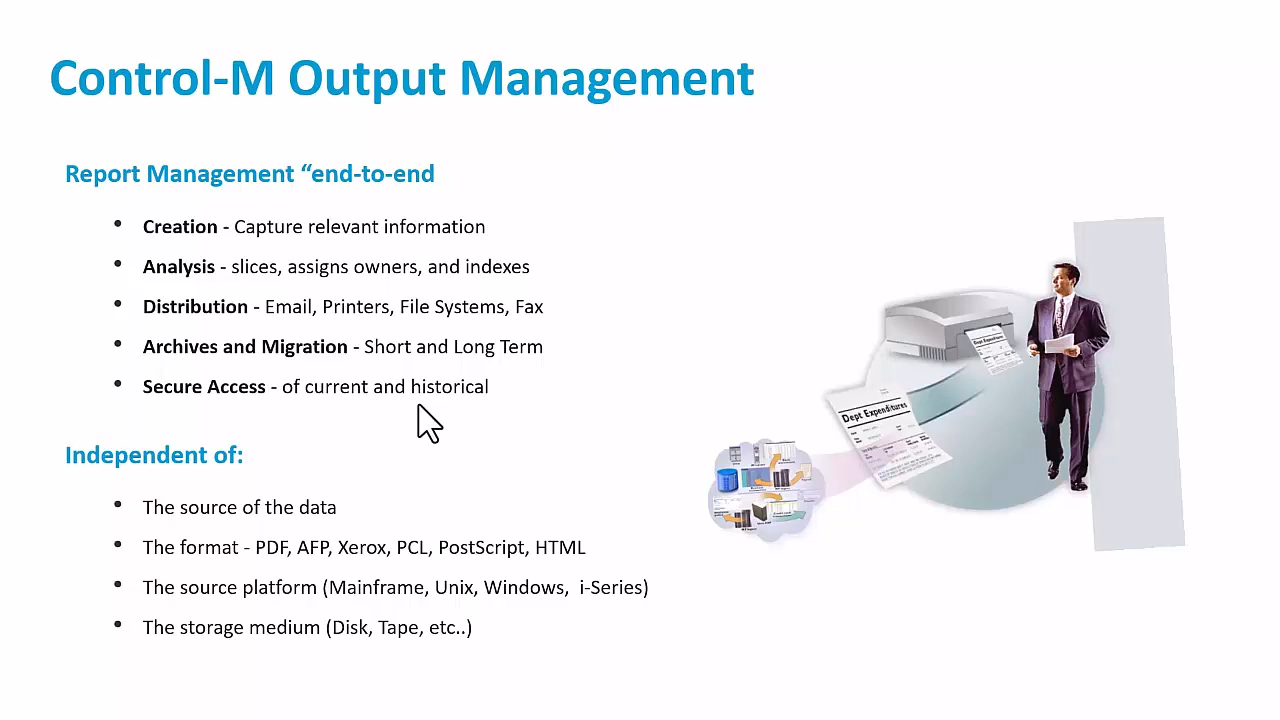 Control-M Output Management
Report Management “end-to-end
• Creation - Capture relevant information
• Analysis - slices, assigns owners, and indexes
• Distribution - Email, Printers, File Systems, Fax
• Archives and Migration - Short and Long Term
• Secure Access - of current and historical
Independent of:
• The source of the data
• The format - PDF, AFP, Xerox, PCL, PostScript, HTML
• The source platform (Mainframe, Unix, Windows,  i-Series)
• The storage medium (Disk, Tape, etc..)
Dept Expenditures
Dept Expenditures